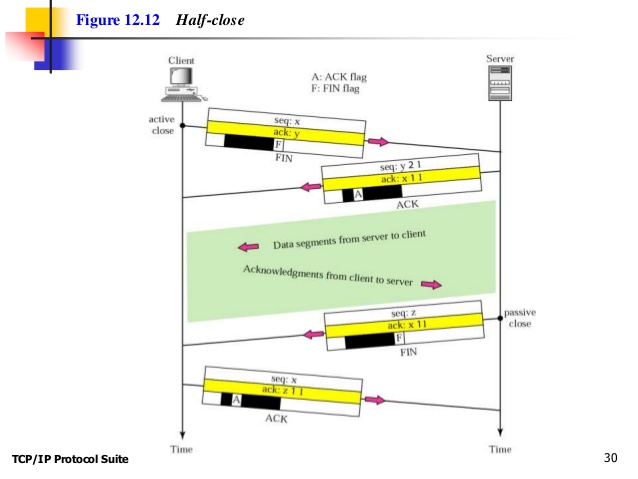 Figure 12.12 Half-close
Client
Server
A: ACK flag
F: FIN flag
active
close
seq: x
ack: y
F
FIN
seq: y 2 1
ack: x 1 1
A
ACK
Data segments from server to client
Acknowledgments from client to server
seq: z
ack: x 1 1
F
FIN
passive
close
seq: x
ack: z 1 1
A
ACK
Time
Time
TCP/IP Protocol Suite
30